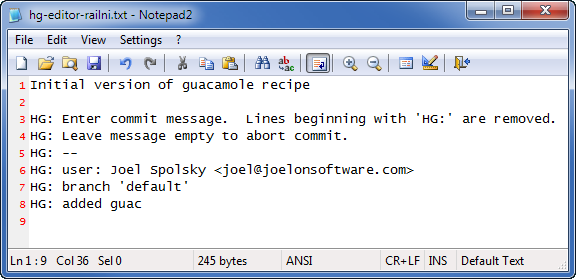 hg-editor-railni.txt - Notepad2
File Edit View Settings ?
1 Initial version of guacamole recipe
2
3 HG: Enter commit message.  Lines beginning with 'HG:' are removed.
4 HG: Leave message empty to abort commit.
5 HG: --
6 HG: user: Joel Spolsky <joel@joelonsoftware.com>
7 HG: branch 'default'
8 HG: added guac
9
Ln 1 : 9 Col 36 Sel 0 245 bytes ANSI CR+LF INS Default Text